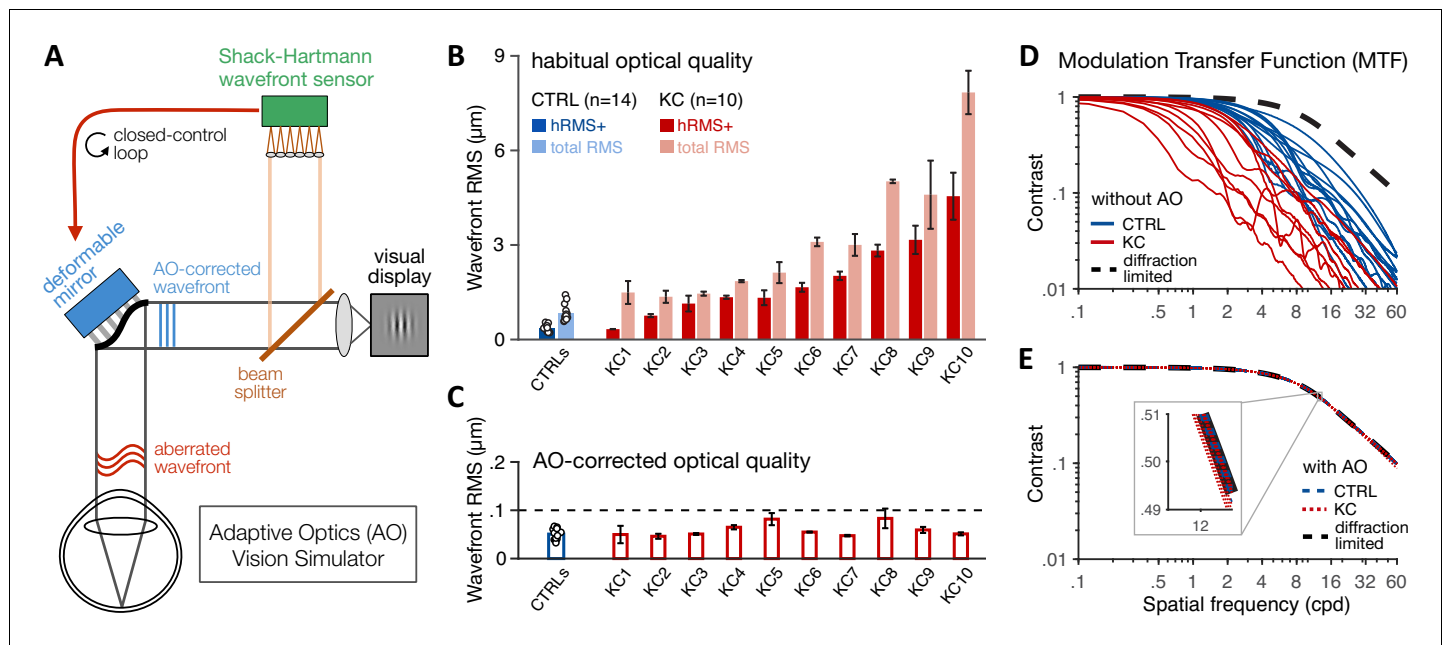 A
Shack-Hartmann
wavefront sensor
closed-control
loop
deformable
mirror
AO-corrected
wavefront
visual
display
beam
splitter
aberrated
wavefront
Adaptive Optics (AO)
Vision Simulator
B
habitual optical quality
CTRL (n=14) KC (n=10)
hRMS+ hRMS+
total RMS total RMS
Wavefront RMS (μm)
9
6
3
0
CTRLs KC1 KC2 KC3 KC4 KC5 KC6 KC7 KC8 KC9 KC10
C
AO-corrected optical quality
Wavefront RMS (μm)
.2
.1
0
CTRLs KC1 KC2 KC3 KC4 KC5 KC6 KC7 KC8 KC9 KC10
D
Modulation Transfer Function (MTF)
Contrast
1
.1
.01
without AO
CTRL
KC
diffraction
limited
.1 .5 1 2 4 8 16 32 60
E
Contrast
1
.1
.01
.51
.50
.49
12
with AO
CTRL
KC
diffraction
limited
.1 .5 1 2 4 8 16 32 60
Spatial frequency (cpd)